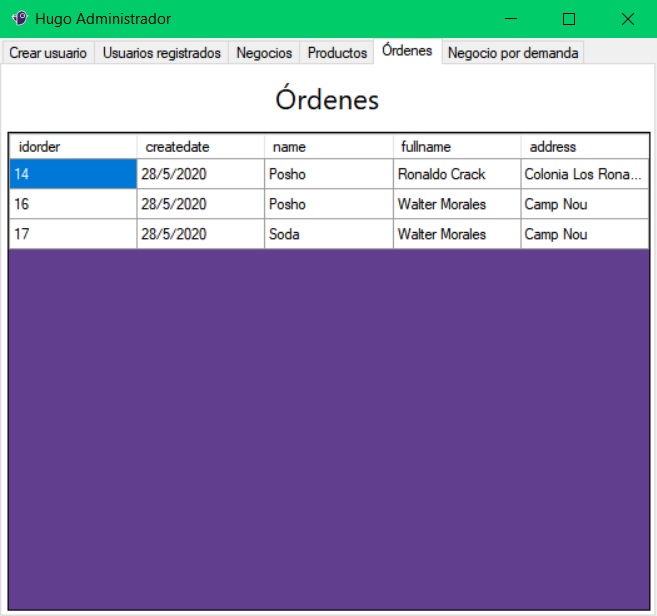 Hugo Administrador
Crear usuario Usuarios registrados Negocios Productos Órdenes Negocio por demanda
Órdenes
idorder createdate name fullname address
14 28/5/2020 Posho Ronaldo Crack Colonia Los Rona...
16 28/5/2020 Posho Walter Morales Camp Nou
17 28/5/2020 Soda Walter Morales Camp Nou